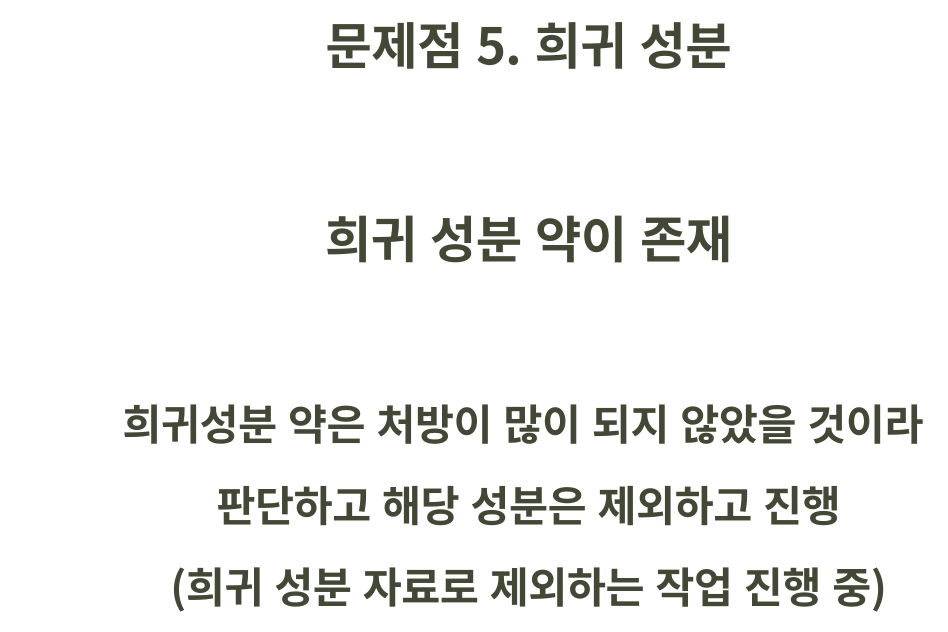 문제점 5. 희귀 성분
희귀 성분 약이 존재
희귀성분 약은 처방이 많이 되지 않았을 것이라
판단하고 해당 성분은 제외하고 진행
(희귀 성분 자료로 제외하는 작업 진행 중)